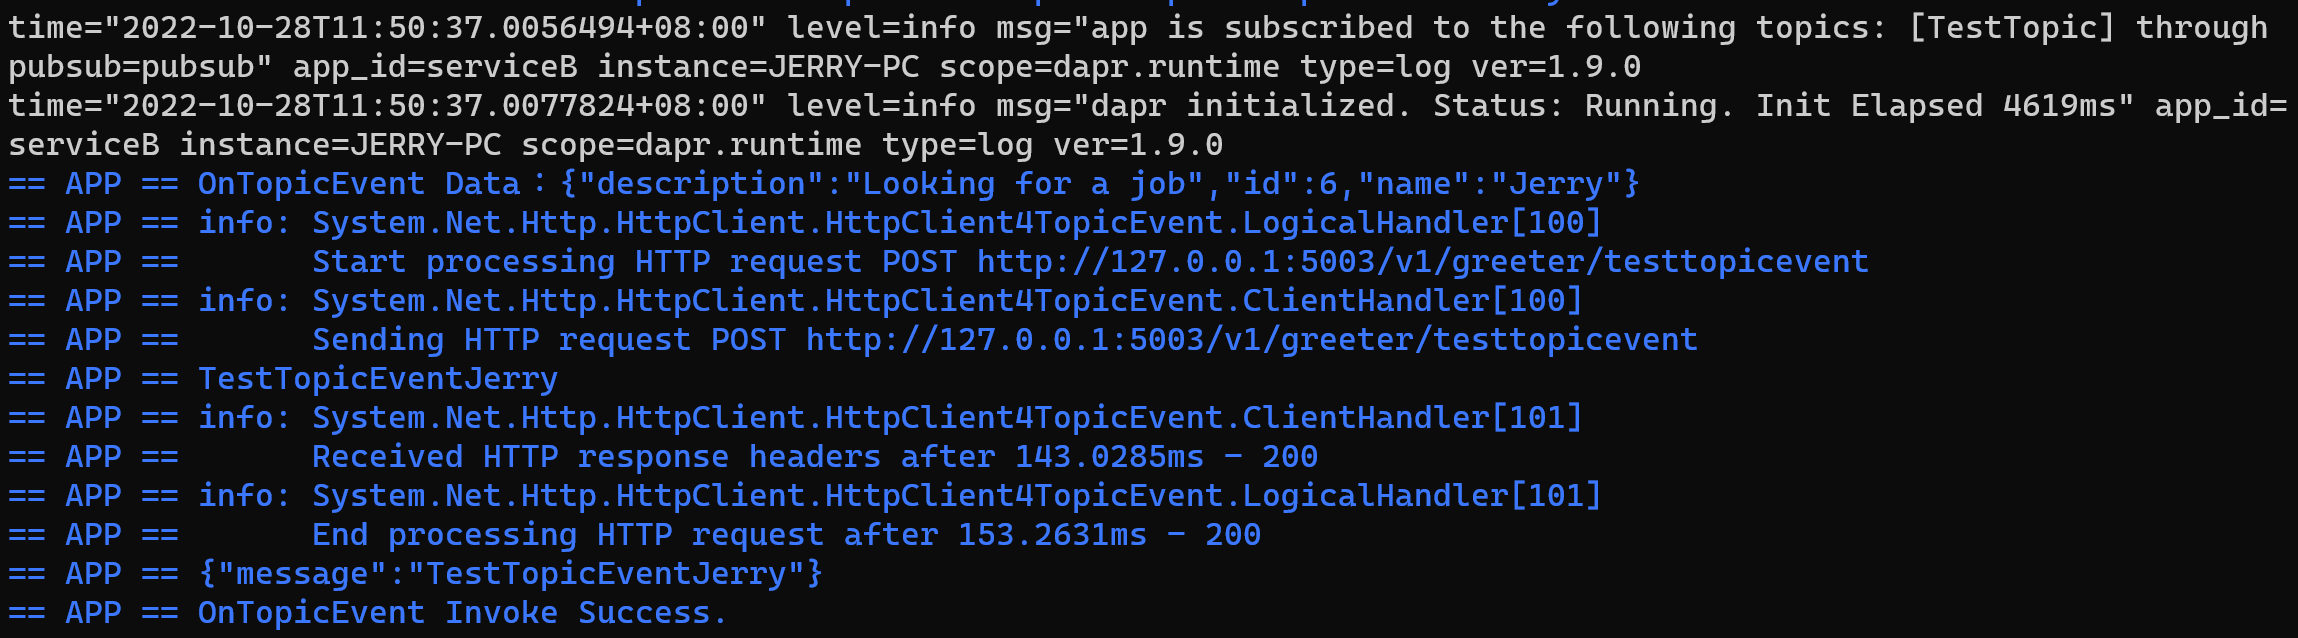 time="2022-10-28T11:50:37.0056494+08:00" level=info msg="app is subscribed to the following topics: [TestTopic] through
pubsub=pubsub" app_id=serviceB instance=JERRY-PC scope=dapr.runtime type=log ver=1.9.0
time="2022-10-28T11:50:37.0077824+08:00" level=info msg="dapr initialized. Status: Running. Init Elapsed 4619ms" app_id=
serviceB instance=JERRY-PC scope=dapr.runtime type=log ver=1.9.0
== APP == OnTopicEvent Data：{"description":"Looking for a job","id":6,"name":"Jerry"}
== APP == info: System.Net.Http.HttpClient.HttpClient4TopicEvent.LogicalHandler[100]
== APP ==       Start processing HTTP request POST http://127.0.0.1:5003/v1/greeter/testtopicevent
== APP == info: System.Net.Http.HttpClient.HttpClient4TopicEvent.ClientHandler[100]
== APP ==       Sending HTTP request POST http://127.0.0.1:5003/v1/greeter/testtopicevent
== APP == TestTopicEventJerry
== APP == info: System.Net.Http.HttpClient.HttpClient4TopicEvent.ClientHandler[101]
== APP ==       Received HTTP response headers after 143.0285ms - 200
== APP == info: System.Net.Http.HttpClient.HttpClient4TopicEvent.LogicalHandler[101]
== APP ==       End processing HTTP request after 153.2631ms - 200
== APP == {"message":"TestTopicEventJerry"}
== APP == OnTopicEvent Invoke Success.